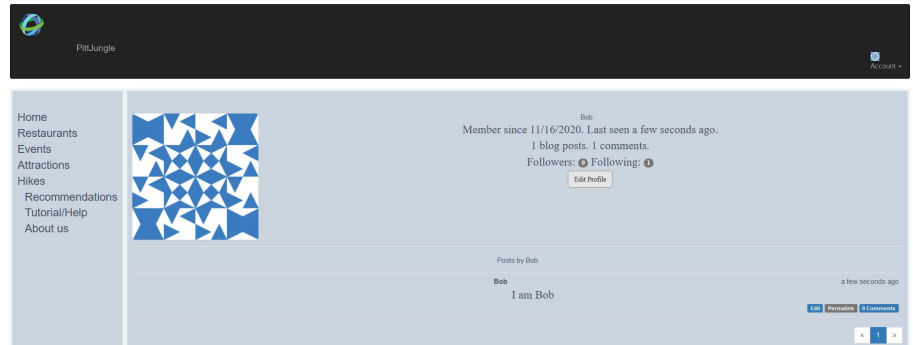 PittJungle
Account
Home
Restaurants
Events
Attractions
Hikes
Recommendations
Tutorial/Help
About us
Bob
Member since 11/16/2020. Last seen a few seconds ago.
1 blog posts. 1 comments.
Followers: 0 Following: 1
Edit Profile
Posts by Bob
Bob a few seconds ago
I am Bob
Edit Permalink 0 Comments
« 1 »